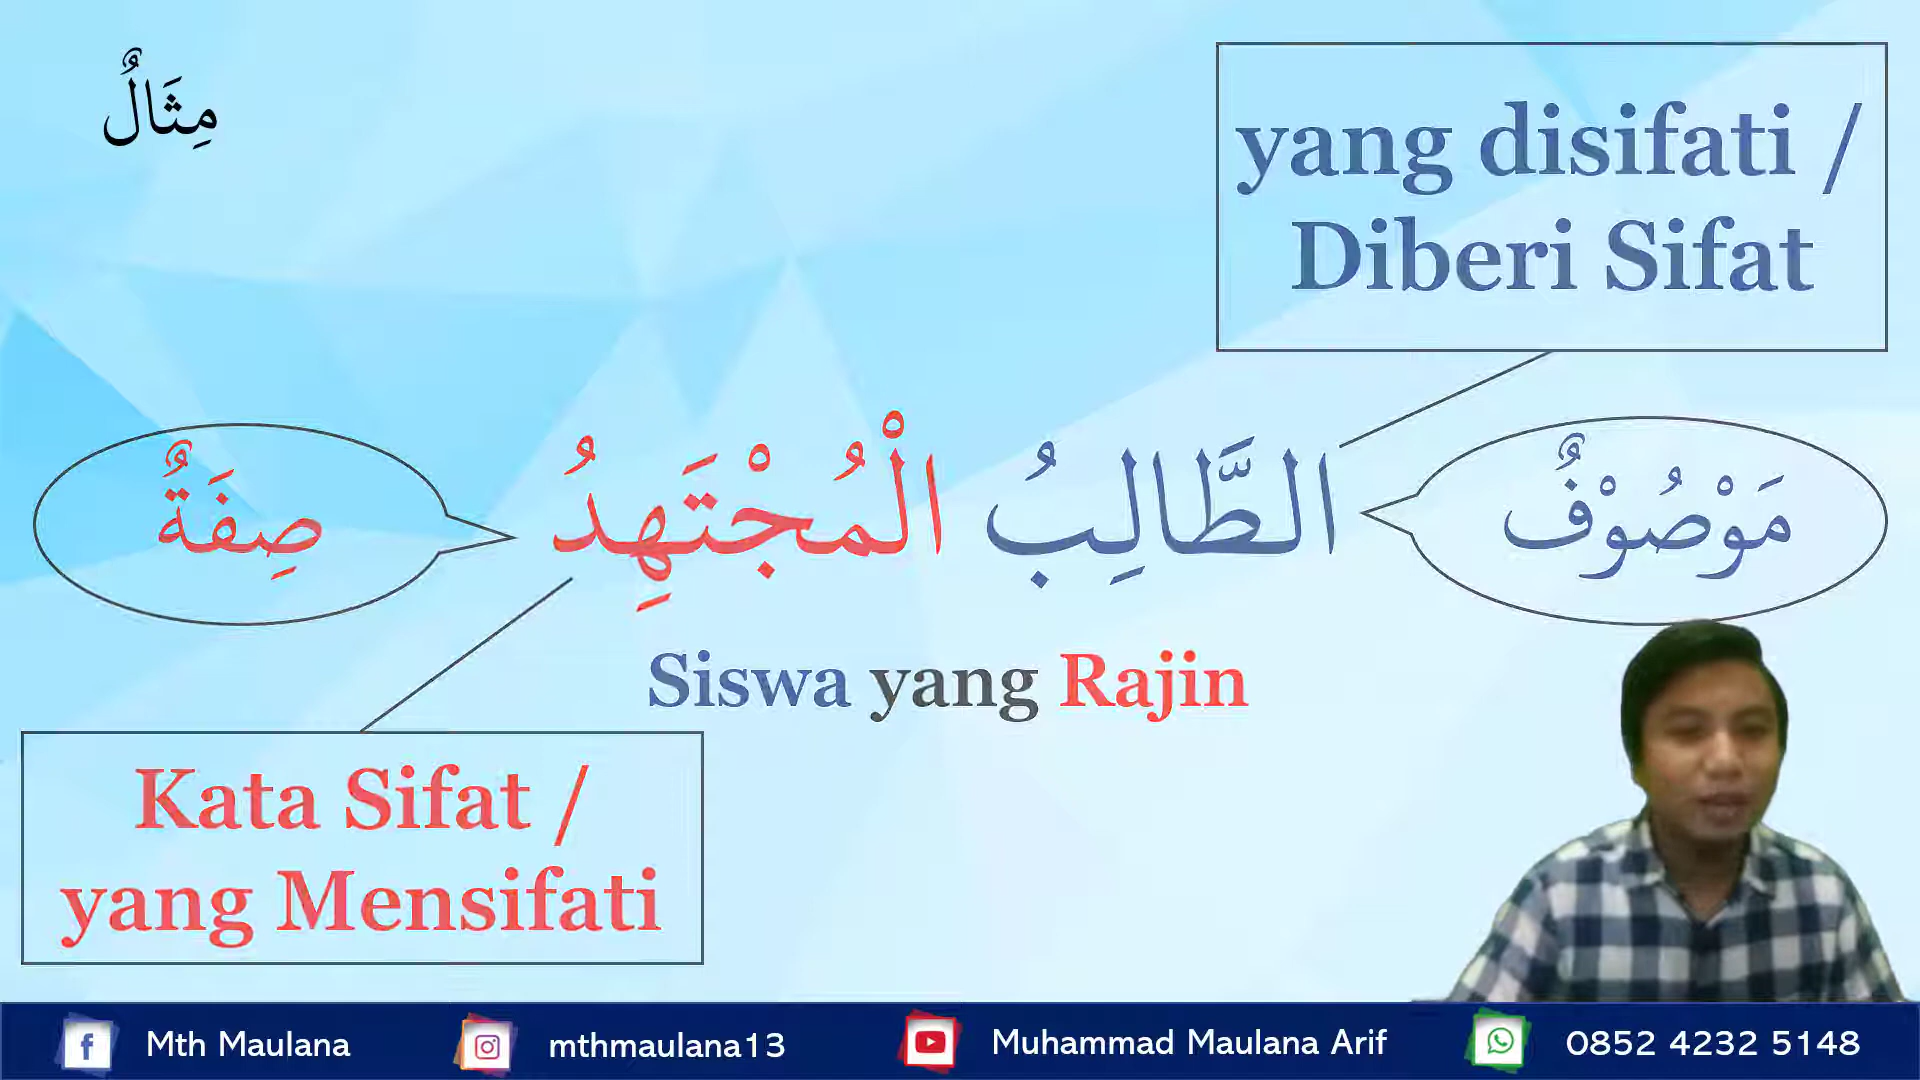 مِثَالٌ
yang disifati /
Diberi Sifat
مَوْصُوْفٌ
الطَّالِبُ الْمُجْتَهِدُ
صِفَةٌ
Siswa yang Rajin
Kata Sifat /
yang Mensifati
Mth Maulana
mthmaulana13
Muhammad Maulana Arif
0852 4232 5148